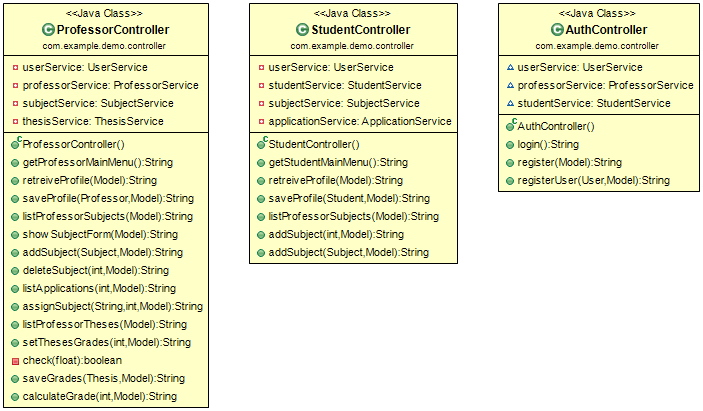 <<Java Class>>
ProfessorController
com.example.demo.controller
userService: UserService
professorService: ProfessorService
subjectService: SubjectService
thesisService: ThesisService
ProfessorController()
getProfessorMainMenu():String
retreiveProfile(Model):String
saveProfile(Professor,Model):String
listProfessorSubjects(Model):String
showSubjectForm(Model):String
addSubject(Subject,Model):String
deleteSubject(int,Model):String
listApplications(int,Model):String
assignSubject(String,int,Model):String
listProfessorTheses(Model):String
setThesesGrades(int,Model):String
check(float):boolean
saveGrades(Thesis,Model):String
calculateGrade(int,Model):String
<<Java Class>>
StudentController
com.example.demo.controller
userService: UserService
studentService: StudentService
subjectService: SubjectService
applicationService: ApplicationService
StudentController()
getStudentMainMenu():String
retreiveProfile(Model):String
saveProfile(Student,Model):String
listProfessorSubjects(Model):String
addSubject(int,Model):String
addSubject(Subject,Model):String
<<Java Class>>
AuthController
com.example.demo.controller
userService: UserService
professorService: ProfessorService
studentService: StudentService
AuthController()
login():String
register(Model):String
registerUser(User,Model):String